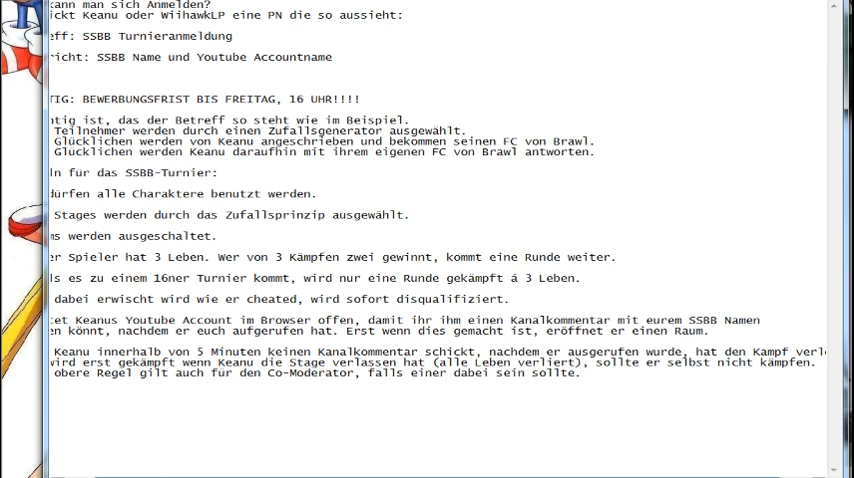 kann man sich Anmelden?
ickt Keanu oder WiihawkLP eine PN die so aussieht:
eff: SSBB Turnieranmeldung
icht: SSBB Name und Youtube Accountname
TIG: BEWERBUNGSFRIST BIS FREITAG, 16 UHR!!!!
htig ist, das der Betreff so steht wie im Beispiel.
Teilnehmer werden durch einen Zufallsgenerator ausgewählt.
Glücklichen werden von Keanu angeschrieben und bekommen seinen FC von Brawl.
Glücklichen werden Keanu daraufhin mit ihrem eigenen FC von Brawl antworten.
ln für das SSBB-Turnier:
dürfen alle Charaktere benutzt werden.
Stages werden durch das Zufallsprinzip ausgewählt.
ms werden ausgeschaltet.
er Spieler hat 3 Leben. Wer von 3 Kämpfen zwei gewinnt, kommt eine Runde weiter.
ls es zu einem 16ner Turnier kommt, wird nur eine Runde gekämpft á 3 Leben.
dabei erwischt wird wie er cheated, wird sofort disqualifiziert.
tet Keanus Youtube Account im Browser offen, damit ihr ihm einen Kanalkommentar mit eurem SSBB Namen
en könnt, nachdem er euch aufgerufen hat. Erst wenn dies gemacht ist, eröffnet er einen Raum.
Keanu innerhalb von 5 Minuten keinen Kanalkommentar schickt, nachdem er ausgerufen wurde, hat den Kampf verl
wird erst gekämpft wenn Keanu die Stage verlassen hat (alle Leben verliert), sollte er selbst nicht kämpfen.
obere Regel gilt auch für den Co-Moderator, falls einer dabei sein sollte.